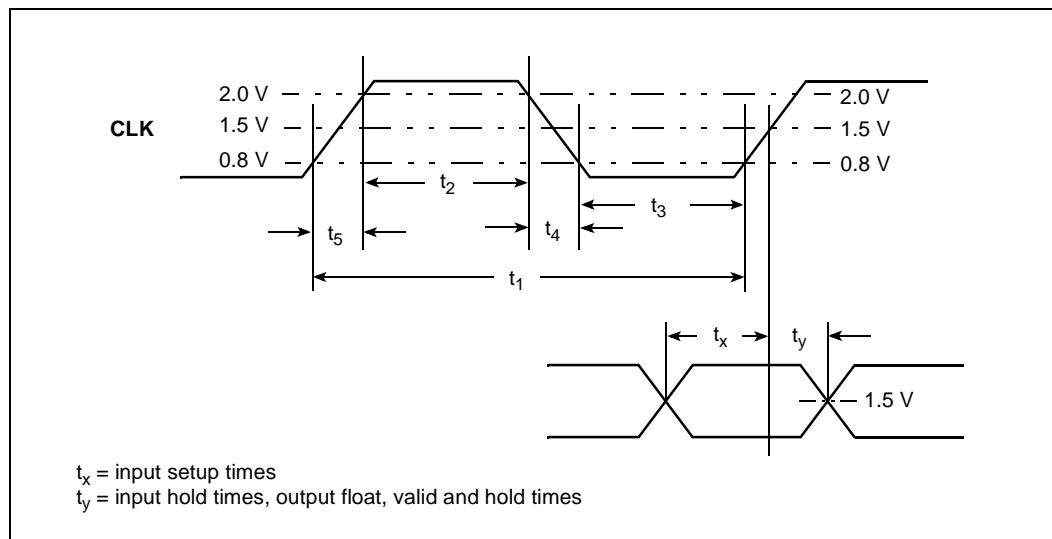 2.0 V
2.0 V
CLK
1.5 V
1.5 V
0.8 V
0.8 V
t2
t3
t5
t4
t1
tx
ty
1.5 V
tx = input setup times
ty = input hold times, output float, valid and hold times